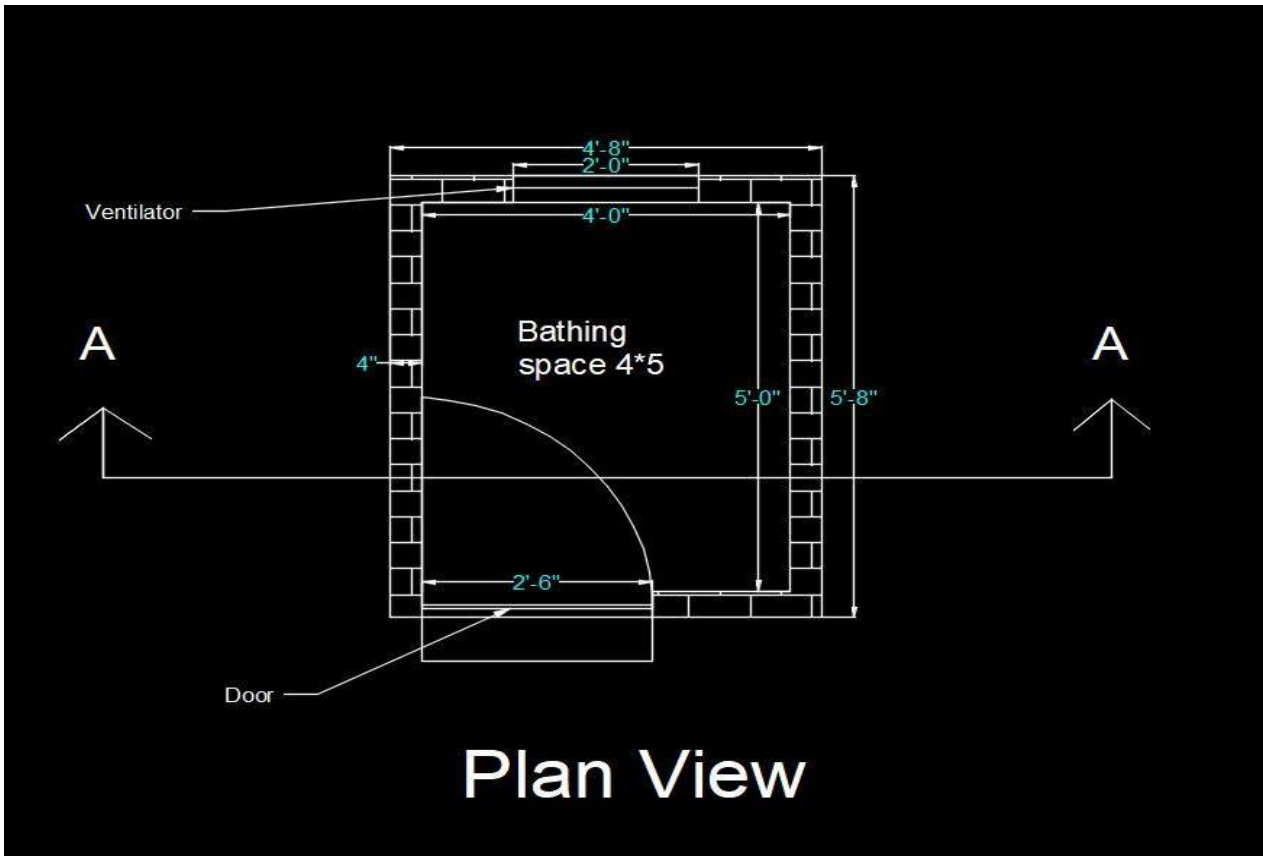 4'-8"
2'-0"
Ventilator
4'-0"
Bathing
space 4*5
A
A
4"
5'-0"
5'-8"
2'-6"
Door
Plan View